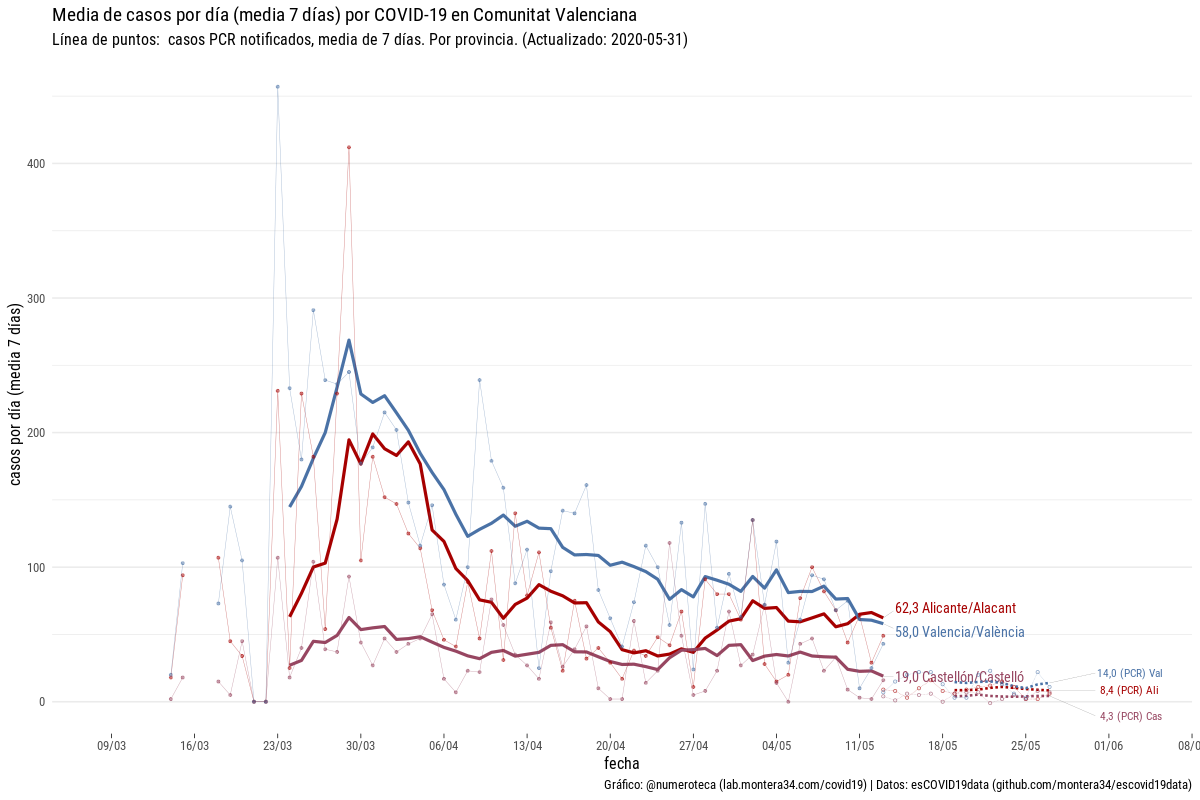 Media de casos por día (media 7 días) por COVID-19 en Comunitat Valenciana
Línea de puntos:  casos PCR notificados, media de 7 días. Por provincia. (Actualizado: 2020-05-31)
casos por día (media 7 días)
400
300
200
100
0
62,3 Alicante/Alacant
58,0 Valencia/València
19,0 Castellón/Castelló
14,0 (PCR) Val
8,4 (PCR) Ali
4,3 (PCR) Cas
09/03 16/03 23/03 30/03 06/04 13/04 20/04 27/04 04/05 11/05 18/05 25/05 01/06 08/0
fecha
Gráfico: @numeroteca (lab.montera34.com/covid19) | Datos: esCOVID19data (github.com/montera34/escovid19data)